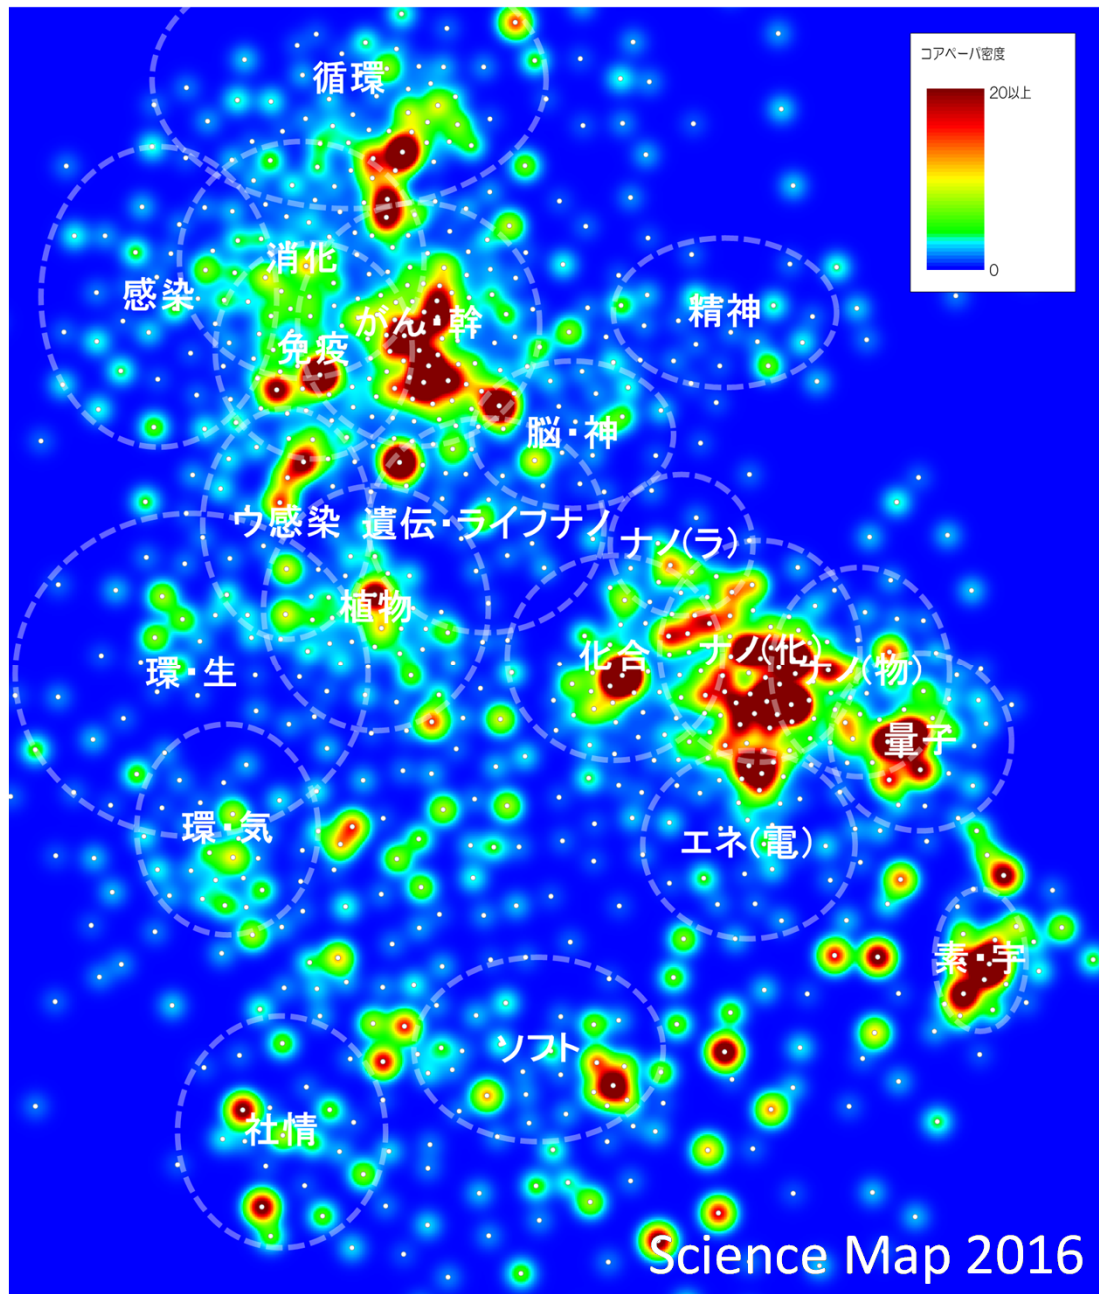 コアペーパ密度
20以上
0
循環
消化
感染
がん・幹
免疫
精神
脳・神
ウ感染
遺伝・ライフナノ
ナノ(ラ)
植物
環・生
化合
ナノ(化)
ナノ(物)
量子
環・気
エネ(電)
素・宇
ソフト
社情
Science Map 2016